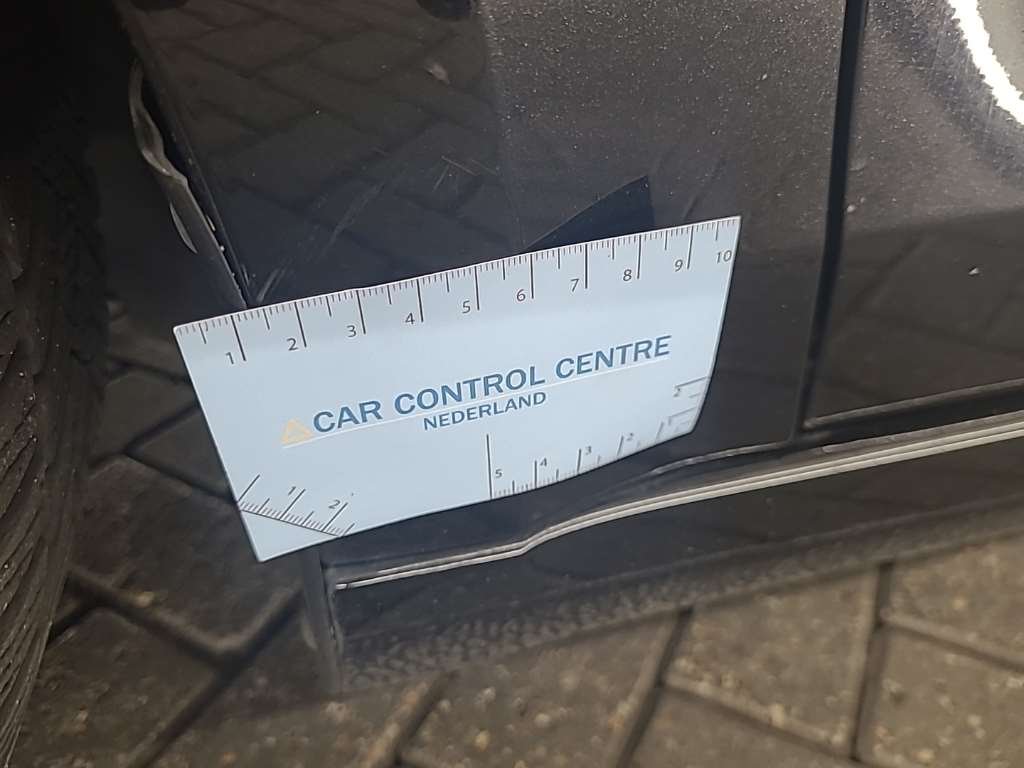 1 2 3 4 5 6 7 8 9 10
CAR CONTROL CENTRE
NEDERLAND
2
1 2 5 4 3 2 1